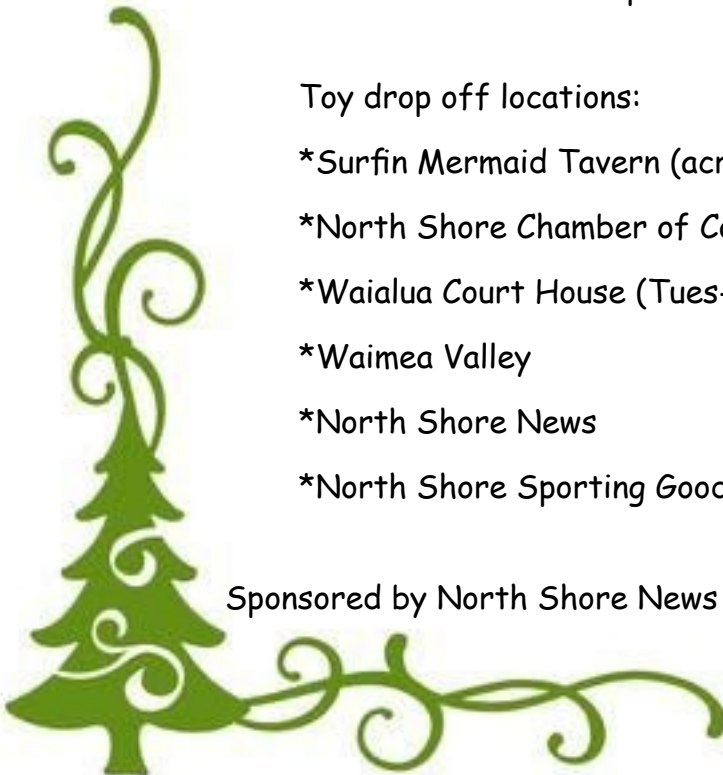 Toy drop off locations:
*Surfin Mermaid Tavern
*North Shore Chamber of
*Waialua Court House
*Waimea Valley
*North Shore News
*North Shore Sporting
Sponsored by North Shore News